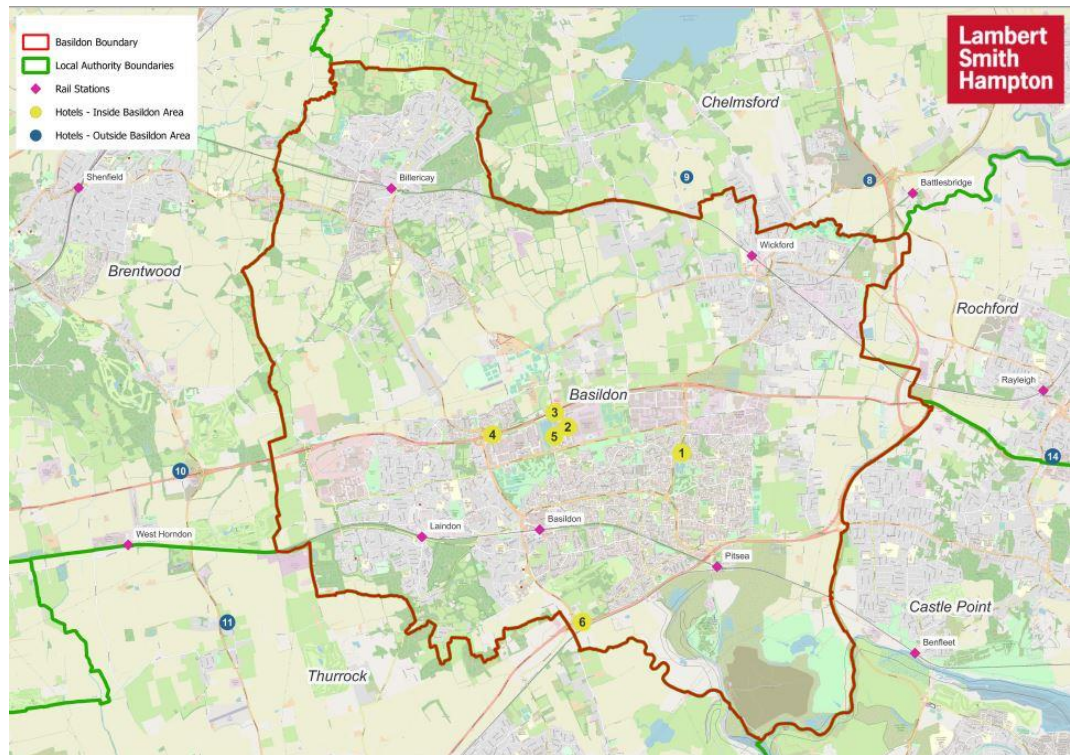 Basildon Boundary
Local Authority Boundaries
Rail Stations
Hotels - Inside Basildon Area
Hotels - Outside Basildon Area
Lambert
Smith
Hampton
Chelmsford
Shenfield
Billericay
9
8
Battlesbridge
Wickford
Brentwood
Rochford
Rayleigh
Basildon
3
2
4
5
1
14
10
West Horndon
Laindon
Basildon
Pitsea
11
6
Castle Point
Benfleet
Thurrock